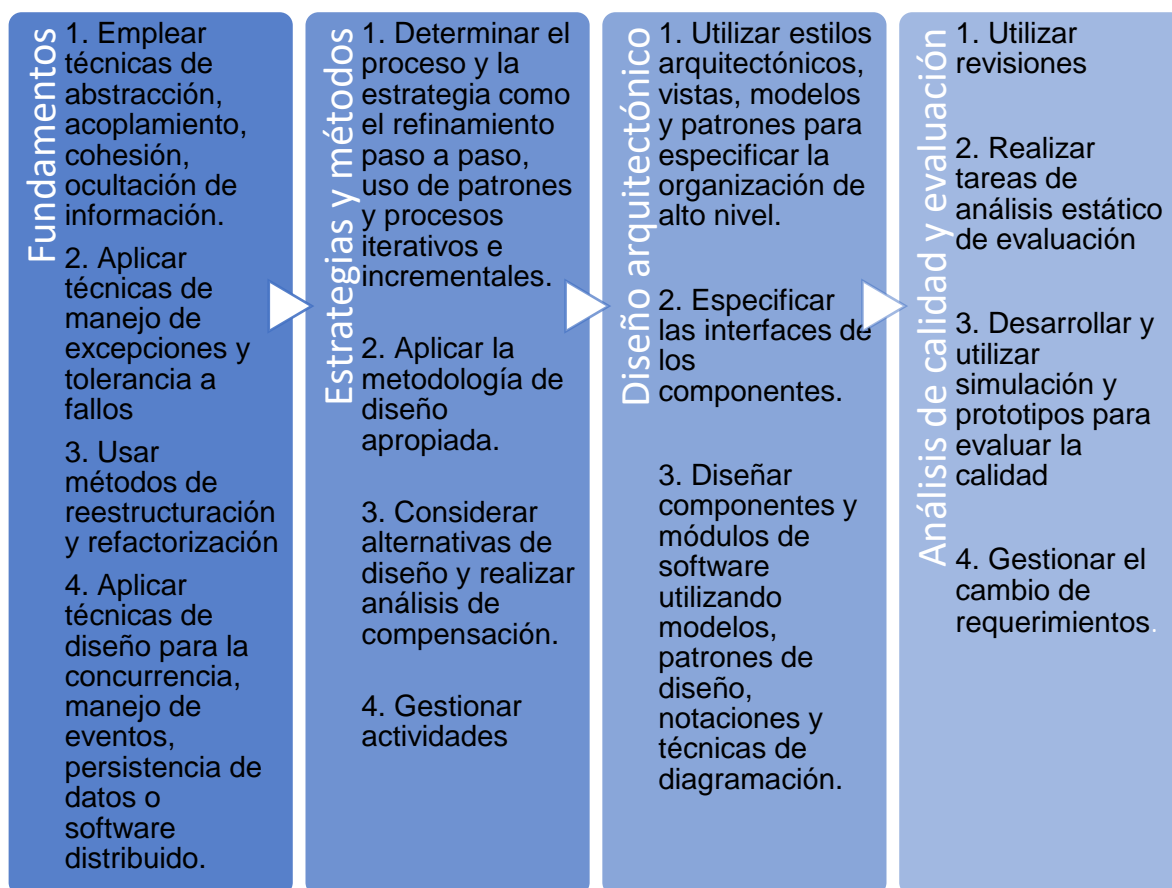 Fundamentos
1. Emplear
técnicas de
abstracción,
acoplamiento,
cohesión,
ocultación de
información.
2. Aplicar
técnicas de
manejo de
excepciones y
tolerancia a
fallos
3. Usar
métodos de
reestructuración
y refactorización
4. Aplicar
técnicas de
diseño para la
concurrencia,
manejo de
eventos,
persistencia de
datos o
software
distribuido.
Estrategias y métodos
1. Determinar el
proceso y la
estrategia como
el refinamiento
paso a paso,
uso de patrones
y procesos
iterativos e
incrementales.
2. Aplicar la
metodología de
diseño
apropiada.
3. Considerar
alternativas de
diseño y realizar
análisis de
compensación.
4. Gestionar
actividades
Diseño arquitectónico
1. Utilizar estilos
arquitectónicos,
vistas, modelos
y patrones para
especificar la
organización de
alto nivel.
2. Especificar
las interfaces de
los
componentes.
3. Diseñar
componentes y
módulos de
software
utilizando
modelos,
patrones de
diseño,
notaciones y
técnicas de
diagramación.
Análisis de calidad y evaluación
1. Utilizar
revisiones
2. Realizar
tareas de
análisis estático
de evaluación
3. Desarrollar y
utilizar
simulación y
prototipos para
evaluar la
calidad
4. Gestionar el
cambio de
requerimientos.